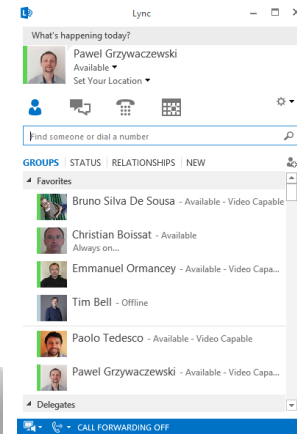 Lync
What's happening today?
Pawel Grzywaczewski
Available
Set Your Location
Find someone or dial a number
GROUPS STATUS RELATIONSHIPS NEW
Favorites
Bruno Silva De Sousa - Available - Video Capable
Christian Boissat - Available
Always on...
Emmanuel Ormancey - Available - Video Capa...
Tim Bell - Offline
Paolo Tedesco - Available - Video Capable
Pawel Grzywaczewski - Available - Video Capa...
Delegates
CALL FORWARDING OFF